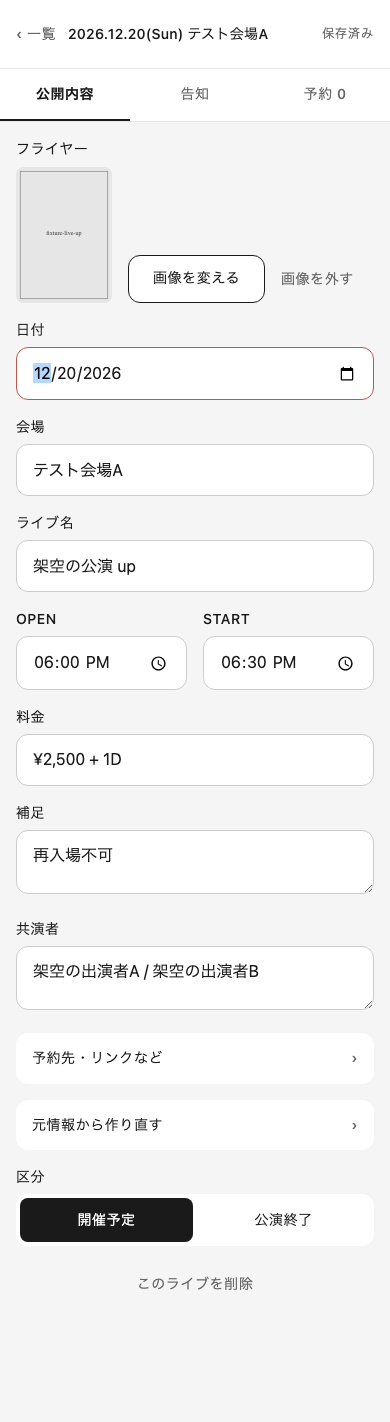 ‹ 一覧 2026.12.20(Sun) テスト会場A 保存済み
公開内容 告知 予約 0
フライヤー
fixture-live-up
画像を変える 画像を外す
日付
12/20/2026
会場
テスト会場A
ライブ名
架空の公演 up
OPEN START
06:00 PM 06:30 PM
料金
¥2,500 + 1D
補足
再入場不可
共演者
架空の出演者A / 架空の出演者B
予約先・リンクなど ›
元情報から作り直す ›
区分
開催予定 公演終了
このライブを削除